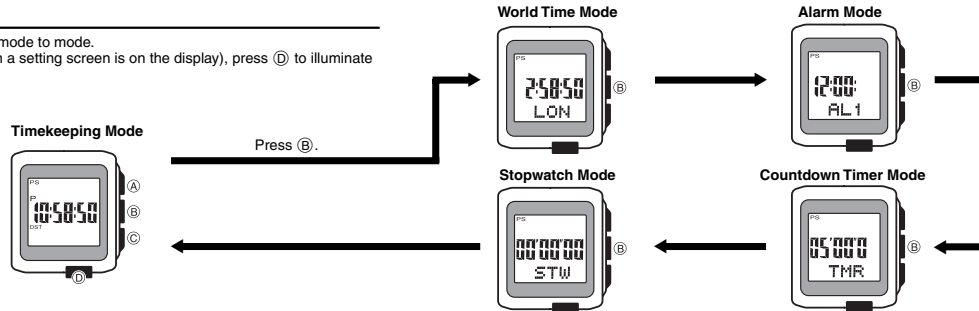 mode to mode.
n a setting screen is on the display), press Ⓓ to illuminate
World Time Mode
PS
2:58:50
LON
Ⓑ
Alarm Mode
PS
12:00:
AL1
Ⓑ
Timekeeping Mode
PS
P
10:58:50
DST
Ⓐ
Ⓑ
Ⓒ
Ⓓ
Press Ⓑ.
Stopwatch Mode
PS
00'00'00
STW
Ⓑ
Countdown Timer Mode
PS
05'00'0
TMR
Ⓑ